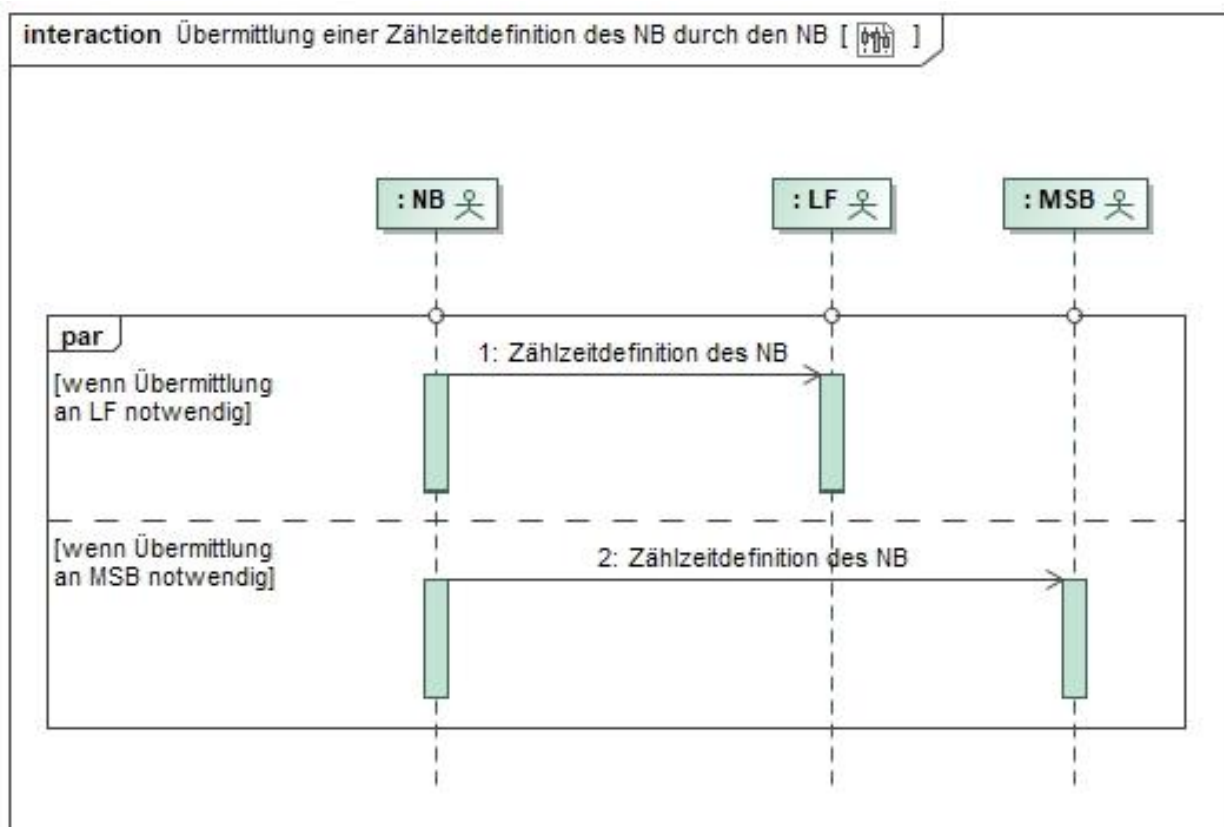 interaction Übermittlung einer Zählzeitdefinition des NB durch den NB [ ]
: NB
: LF
: MSB
par
1: Zählzeitdefinition des NB
[wenn Übermittlung
an LF notwendig]
[wenn Übermittlung
an MSB notwendig]
2: Zählzeitdefinition des NB